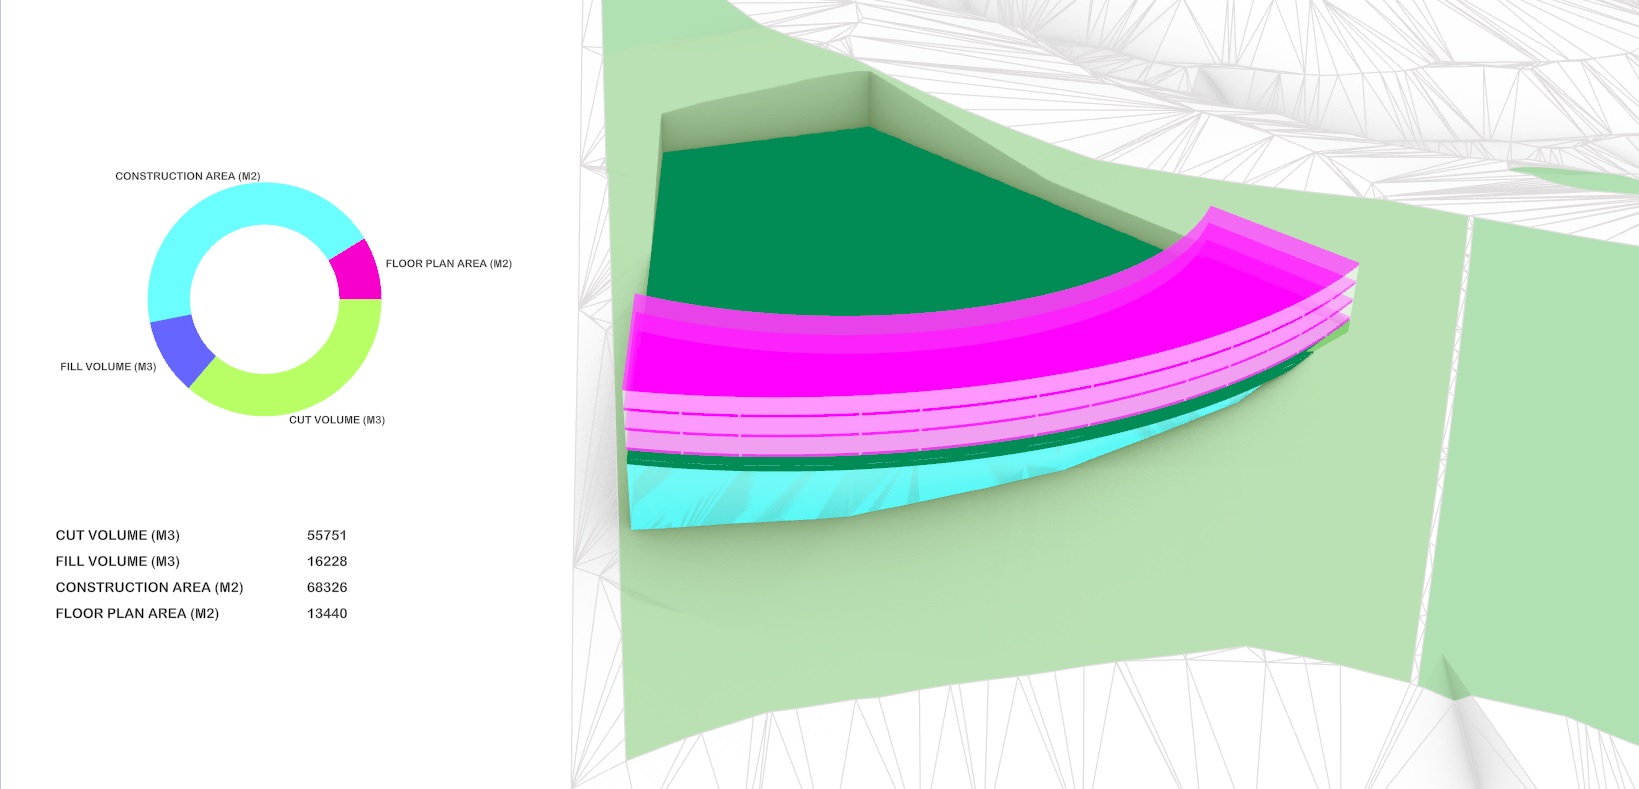 CONSTRUCTION AREA (M2)
FLOOR PLAN AREA (M2)
FILL VOLUME (M3)
CUT VOLUME (M3)
CUT VOLUME (M3) 55751
FILL VOLUME (M3) 16228
CONSTRUCTION AREA (M2) 68326
FLOOR PLAN AREA (M2) 13440